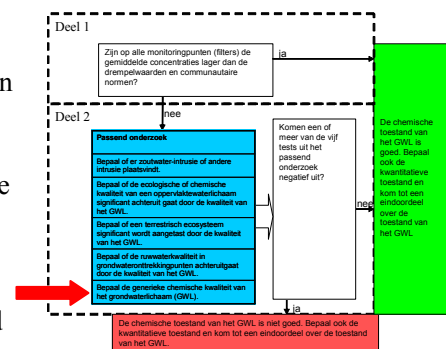 Deel 1
Zijn op alle monitoringpunten (filters) de
gemiddelde concentraties lager dan de
drempelwaarden en communautaire
normen?
ja
nee
Deel 2
Passend onderzoek
Bepaal of er zoutwater-intrusie of andere
intrusie plaatsvindt.
Bepaal of de ecologische of chemische
kwaliteit van een oppervlaktewaterlichaam
significant achteruit gaat door de kwaliteit
van het GWL.
Bepaal of een terrestrisch ecosysteem
significant wordt aangetast door de kwaliteit
van het GWL.
Bepaal of de ruwwaterkwaliteit in
grondwateronttrekkingpunten achteruitgaat
door de kwaliteit van het GWL.
Bepaal de generieke chemische kwaliteit van
het grondwaterlichaam (GWL).
Komen een of
meer van de vijf
tests uit het
passend
onderzoek
negatief uit?
nee
ja
De chemische
toestand van
het GWL is
goed. Bepaal
ook de
kwantitatieve
toestand en
kom tot een
eindoordeel
over de
toestand van
het GWL
De chemische toestand van het GWL is niet goed. Bepaal ook de
kwantitatieve toestand en kom tot een eindoordeel over de toestand
van het GWL.
n
e